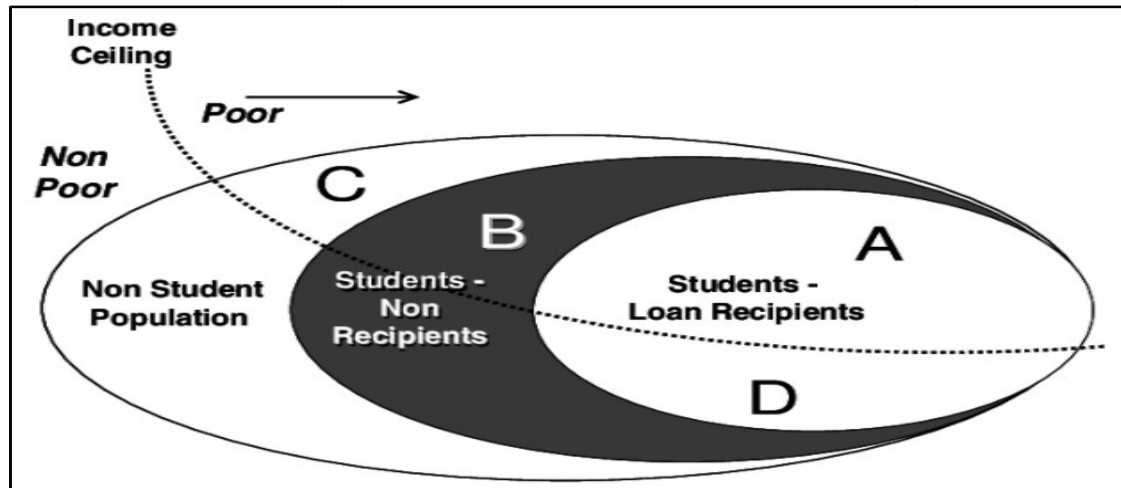 Income
Ceiling
Poor
Non
Poor
C
B
A
Non Student
Population
Students -
Non
Recipients
Students -
Loan Recipients
D